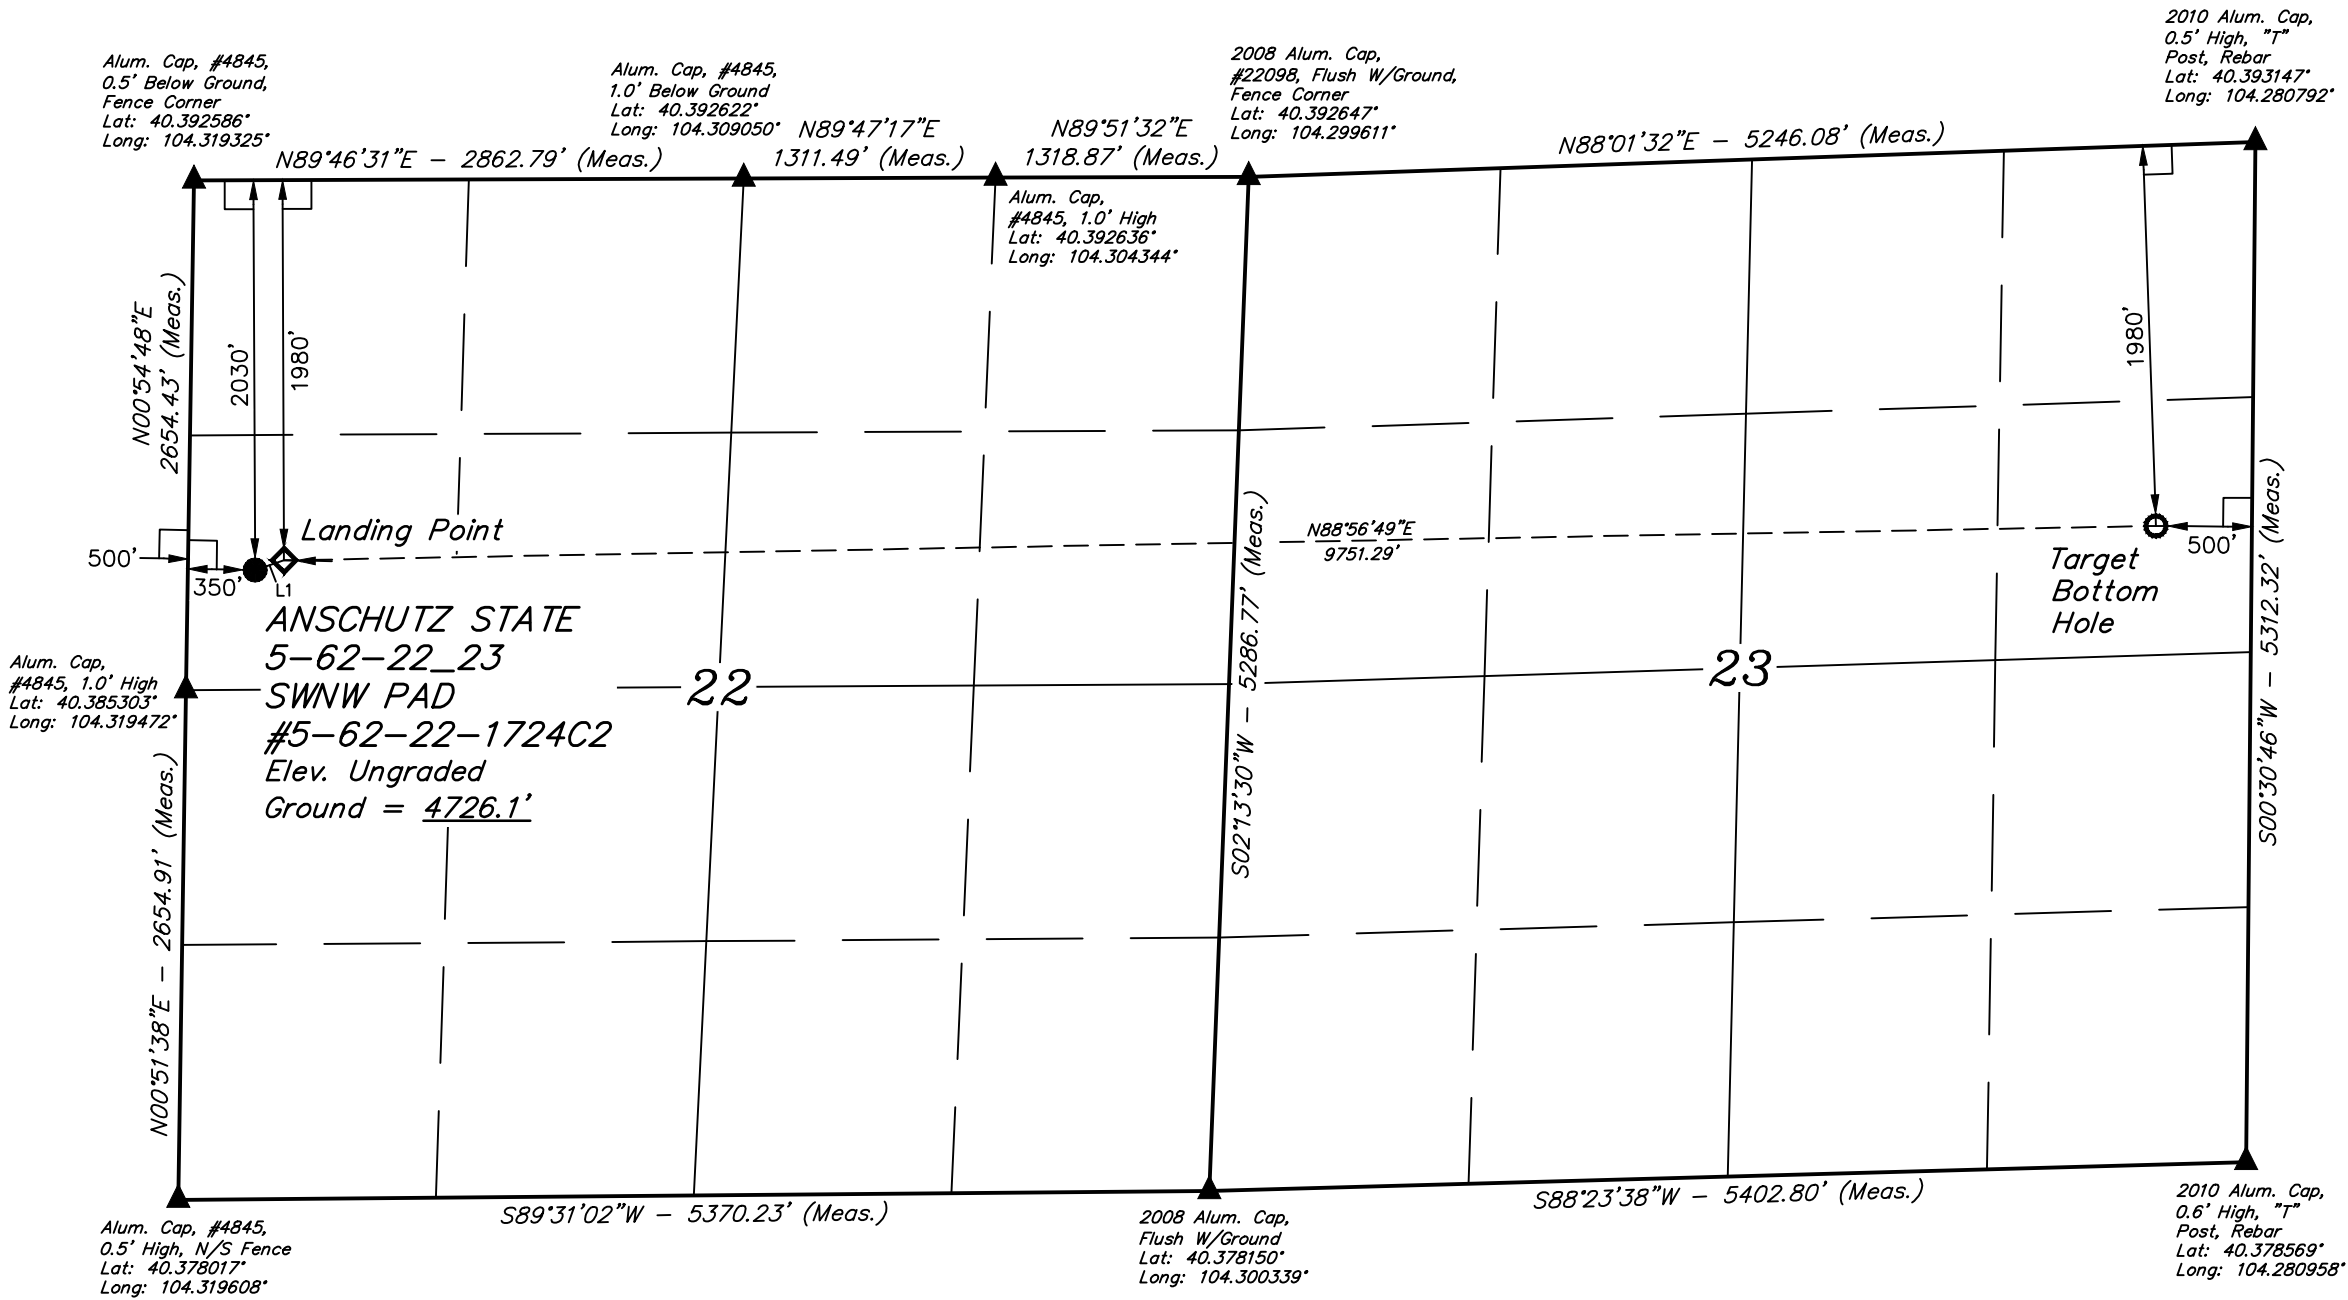 Alum. Cap, #4845,
0.5' Below Ground,
Fence Corner
Lat: 40.392586°
Long: 104.319325°
Alum. Cap, #4845,
1.0' Below Ground
Lat: 40.392622°
Long: 104.309050°
2008 Alum. Cap,
#22098, Flush W/Ground,
Fence Corner
Lat: 40.392647°
Long: 104.299611°
2010 Alum. Cap,
0.5' High, "T"
Post, Rebar
Lat: 40.393147°
Long: 104.280792°
N89°46'31"E - 2862.79' (Meas.)
N89°47'17"E
1311.49' (Meas.)
N89°51'32"E
1318.87' (Meas.)
N88°01'32"E - 5246.08' (Meas.)
Alum. Cap,
#4845, 1.0' High
Lat: 40.392636°
Long: 104.304344°
N00°54'48"E
2654.43' (Meas.)
2030'
1980'
1980'
Landing Point
500'
350'
L1
N88°56'49"E
9751.29'
500'
Target
Bottom
Hole
S02°13'30"W - 5286.77' (Meas.)
S00°30'46"W - 5312.32' (Meas.)
ANSCHUTZ STATE
5-62-22_23
SWNW PAD
#5-62-22-1724C2
Elev. Ungraded
Ground = 4726.1'
22
23
Alum. Cap,
#4845, 1.0' High
Lat: 40.385303°
Long: 104.319472°
N00°51'38"E - 2654.91' (Meas.)
S89°31'02"W - 5370.23' (Meas.)
S88°23'38"W - 5402.80' (Meas.)
Alum. Cap, #4845,
0.5' High, N/S Fence
Lat: 40.378017°
Long: 104.319608°
2008 Alum. Cap,
Flush W/Ground
Lat: 40.378150°
Long: 104.300339°
2010 Alum. Cap,
0.6' High, "T"
Post, Rebar
Lat: 40.378569°
Long: 104.280958°